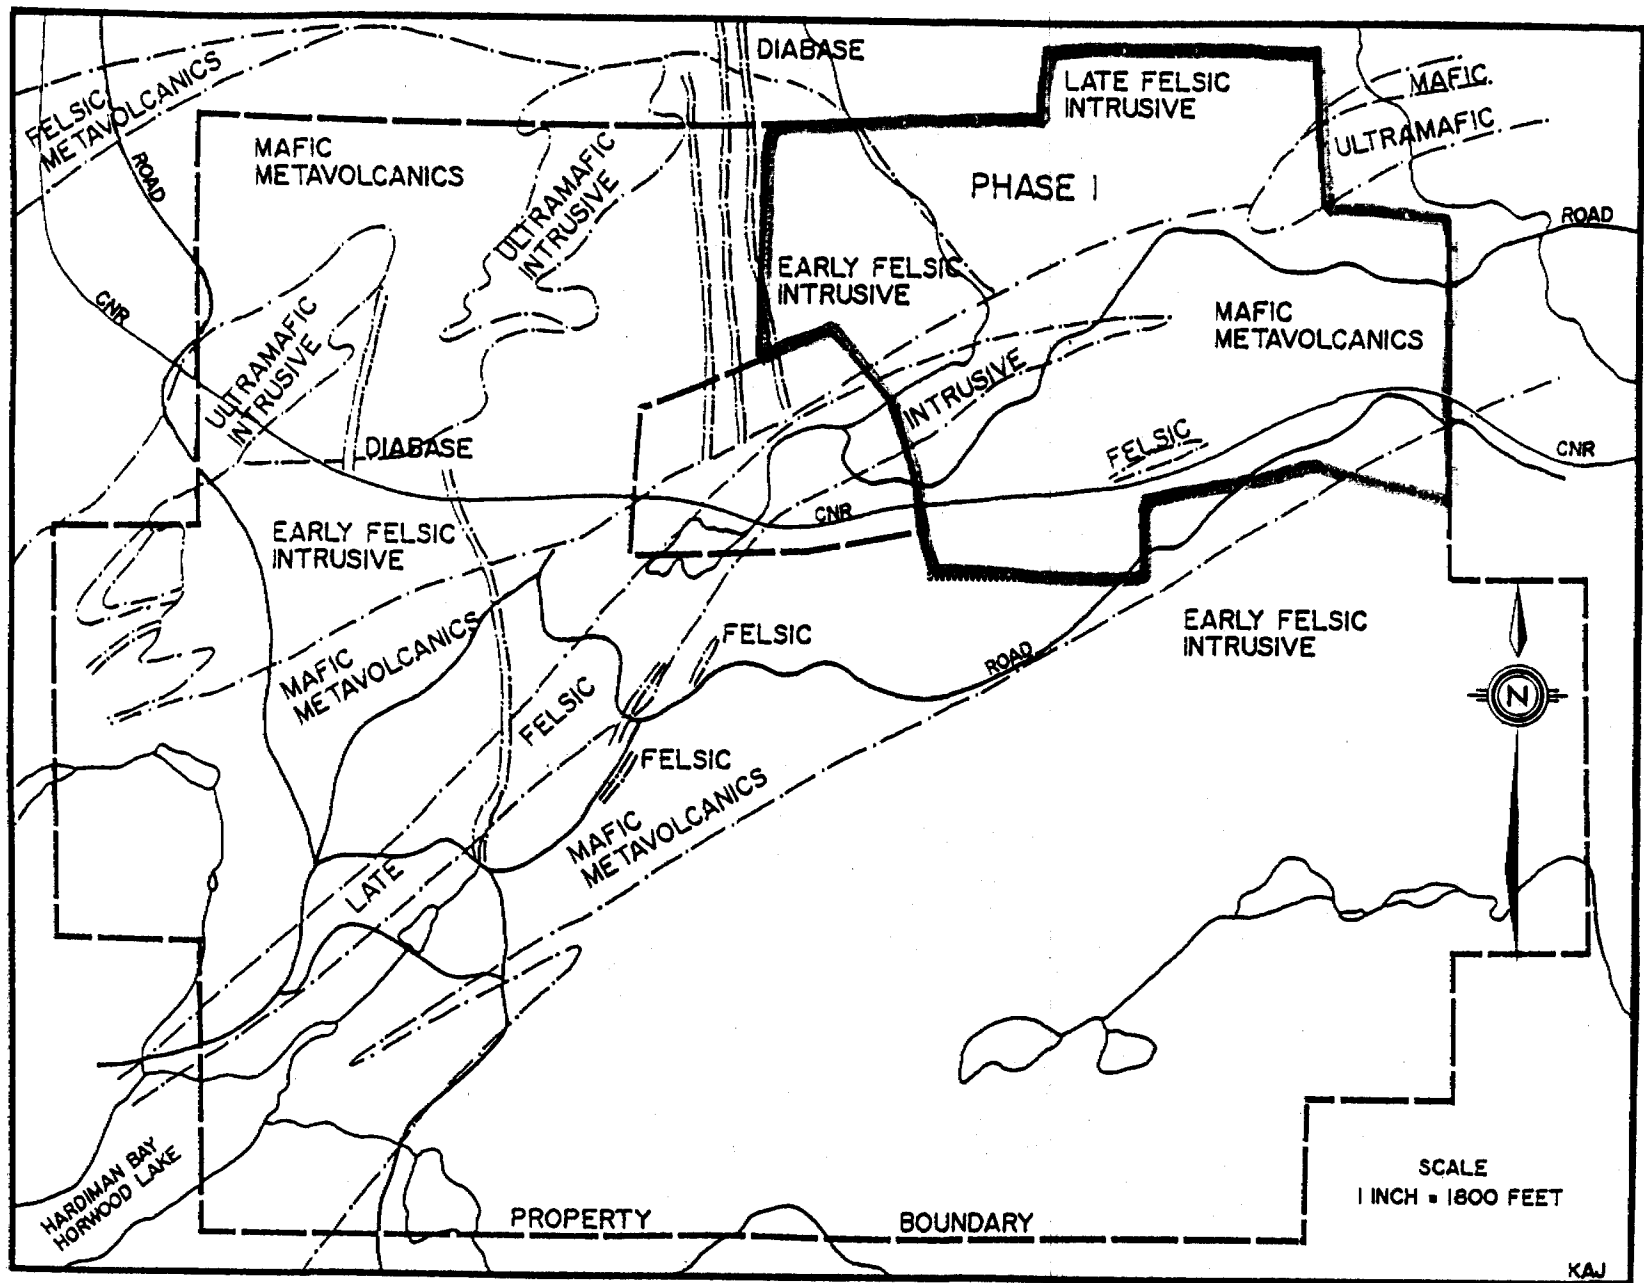 DIABASE
LATE FELSIC
INTRUSIVE
MAFIC
ULTRAMAFIC
FELSIC
METAVOLCANICS
ROAD
MAFIC
METAVOLCANICS
ULTRAMAFIC
INTRUSIVE
PHASE I
ROAD
EARLY FELSIC
INTRUSIVE
CNR
MAFIC
METAVOLCANICS
ULTRAMAFIC
INTRUSIVE
INTRUSIVE
DIABASE
FELSIC
CNR
CNR
EARLY FELSIC
INTRUSIVE
MAFIC
METAVOLCANICS
FELSIC
EARLY FELSIC
INTRUSIVE
ROAD
N
FELSIC
FELSIC
MAFIC
METAVOLCANICS
LATE
HARDIMAN BAY
HORWOOD LAKE
SCALE
1 INCH = 1800 FEET
PROPERTY BOUNDARY
KAJ